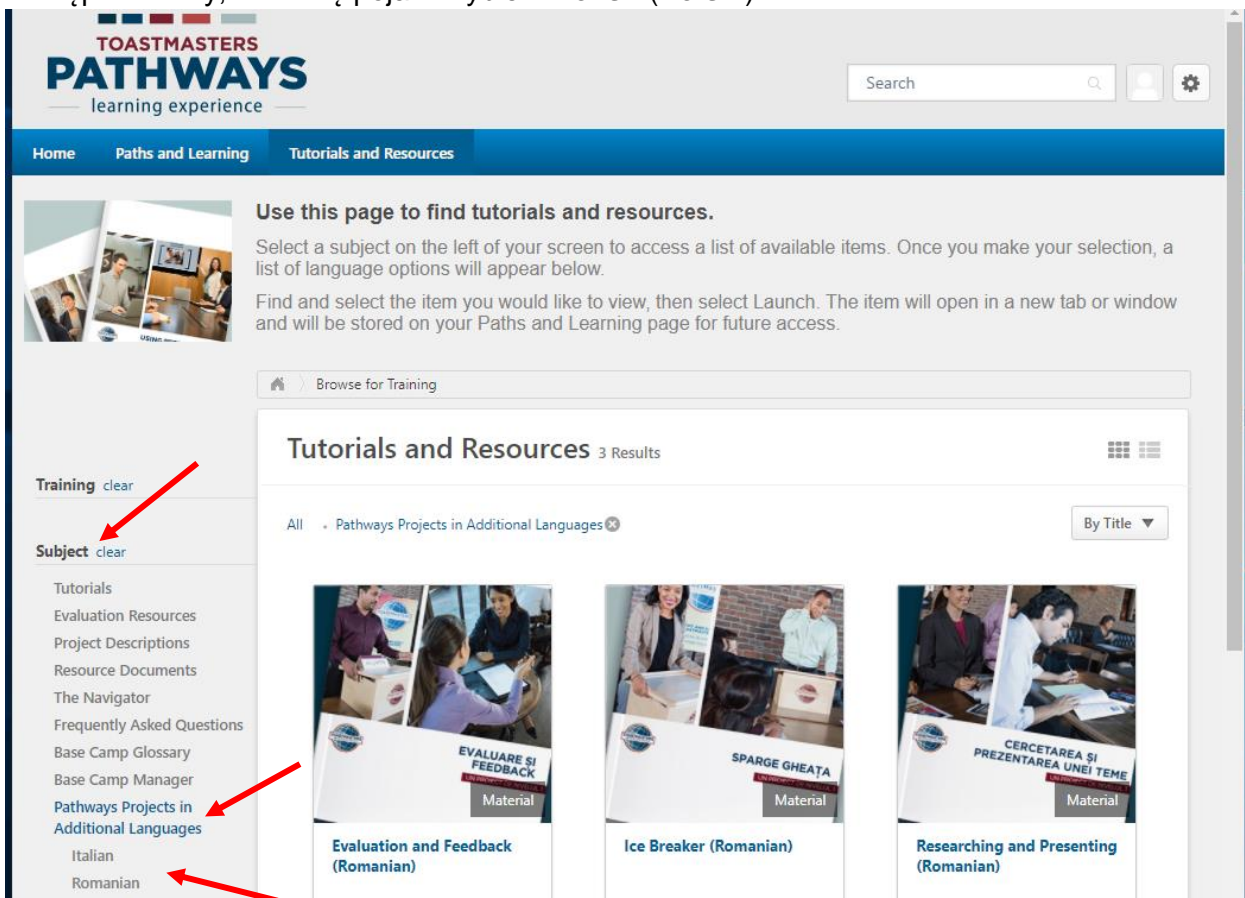 TOASTMASTERS
PATHWAYS
learning experience
Search
Home Paths and Learning Tutorials and Resources
Use this page to find tutorials and resources.
Select a subject on the left of your screen to access a list of available items. Once you make your selection, a
list of language options will appear below.
Find and select the item you would like to view, then select Launch. The item will open in a new tab or window
and will be stored on your Paths and Learning page for future access.
Browse for Training
Tutorials and Resources 3 Results
Training clear
All • Pathways Projects in Additional Languages
By Title
Subject clear
Tutorials
Evaluation Resources
Project Descriptions
Resource Documents
The Navigator
Frequently Asked Questions
Base Camp Glossary
Base Camp Manager
Pathways Projects in
Additional Languages
Italian
Romanian
EVALUARE ȘI
FEEDBACK
Material
Evaluation and Feedback
(Romanian)
SPARGE GHEAȚA
Material
Ice Breaker (Romanian)
CERCETAREA ȘI
PREZENTAREA UNEI TEME
Material
Researching and Presenting
(Romanian)